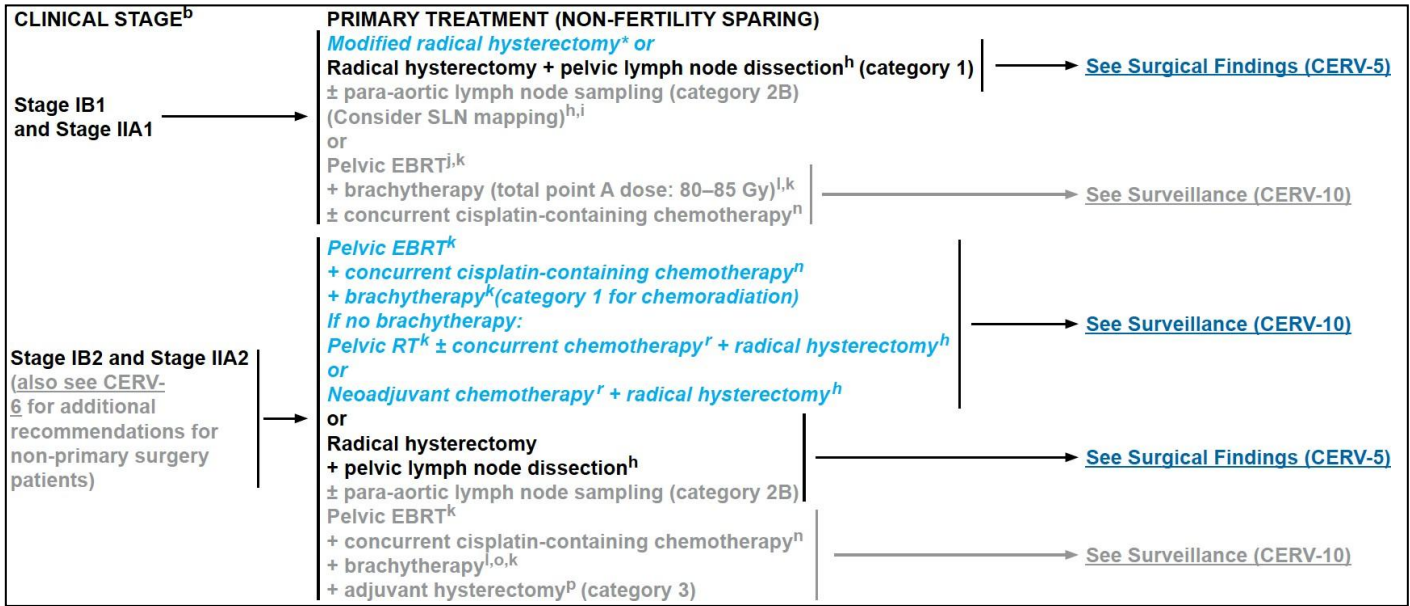 CLINICAL STAGEb
PRIMARY TREATMENT (NON-FERTILITY SPARING)
Stage IB1
and Stage IIA1
Modified radical hysterectomy* or
Radical hysterectomy + pelvic lymph node dissectionh (category 1)
± para-aortic lymph node sampling (category 2B)
(Consider SLN mapping)h,i
or
Pelvic EBRTj,k
+ brachytherapy (total point A dose: 80–85 Gy)l,k
± concurrent cisplatin-containing chemotherapyn
See Surgical Findings (CERV-5)
See Surveillance (CERV-10)
Stage IB2 and Stage IIA2
(also see CERV-
6 for additional
recommendations for
non-primary surgery
patients)
Pelvic EBRTk
+ concurrent cisplatin-containing chemotherapyn
+ brachytherapyk(category 1 for chemoradiation)
If no brachytherapy:
Pelvic RTk ± concurrent chemotherapyr + radical hysterectomyh
or
Neoadjuvant chemotherapyr + radical hysterectomyh
or
Radical hysterectomy
+ pelvic lymph node dissectionh
± para-aortic lymph node sampling (category 2B)
Pelvic EBRTk
+ concurrent cisplatin-containing chemotherapyn
+ brachytherapyl,o,k
+ adjuvant hysterectomyp (category 3)
See Surveillance (CERV-10)
See Surgical Findings (CERV-5)
See Surveillance (CERV-10)